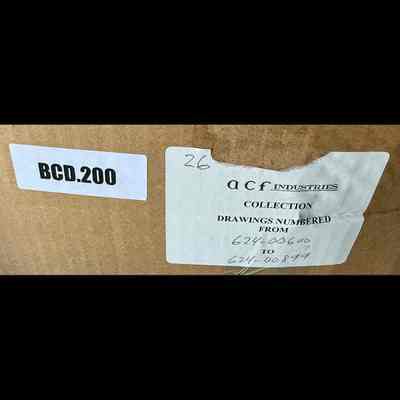 BCD.200
26
acf INDUSTRIES
COLLECTION
DRAWINGS NUMBERED
FROM
624-00600
TO
624-00899